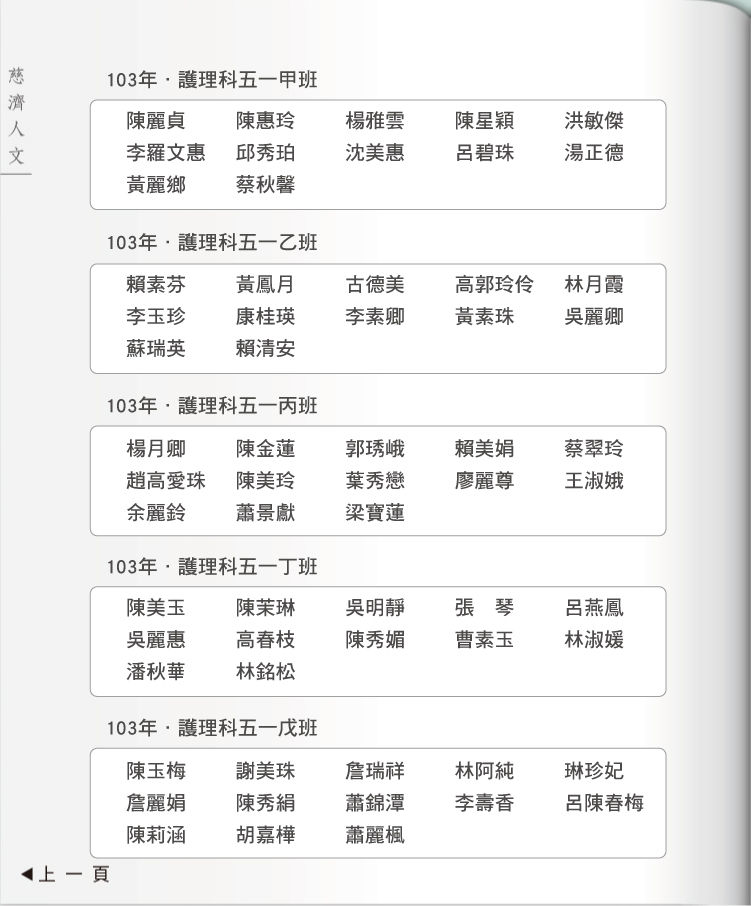 慈濟人文
103年·護理科五一甲班
陳麗貞 陳惠玲 楊雅雲 陳星穎 洪敏傑
李羅文惠 邱秀珀 沈美惠 呂碧珠 湯正德
黃麗鄉 蔡秋馨
103年·護理科五一乙班
賴素芬 黃鳳月 古德美 高郭玲伶 林月霞
李玉珍 康桂瑛 李素卿 黃素珠 吳麗卿
蘇瑞英 賴清安
103年·護理科五一丙班
楊月卿 陳金蓮 郭琇峨 賴美娟 蔡翠玲
趙高愛珠 陳美玲 葉秀戀 廖麗尊 王淑娥
余麗鈴 蕭景獻 梁寶蓮
103年·護理科五一丁班
陳美玉 陳茉琳 吳明靜 張　琴 呂燕鳳
吳麗惠 高春枝 陳秀媚 曹素玉 林淑媛
潘秋華 林銘松
103年·護理科五一戊班
陳玉梅 謝美珠 詹瑞祥 林阿純 琳珍妃
詹麗娟 陳秀絹 蕭錦潭 李壽香 呂陳春梅
陳莉涵 胡嘉樺 蕭麗楓
◀上一頁